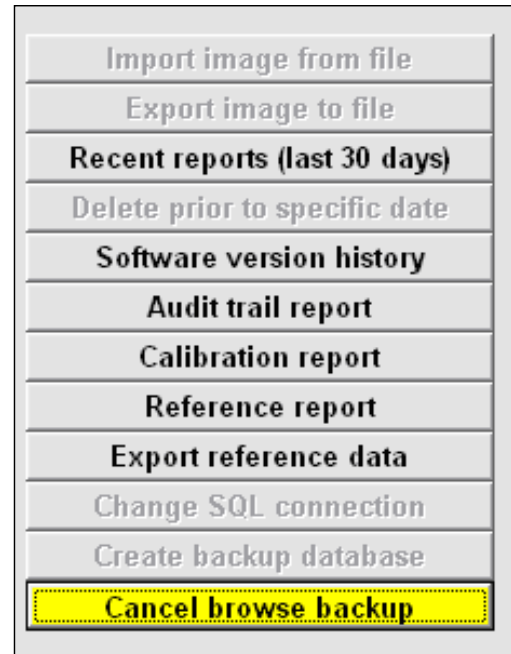 Import image from file
Export image to file
Recent reports (last 30 days)
Delete prior to specific date
Software version history
Audit trail report
Calibration report
Reference report
Export reference data
Change SQL connection
Create backup database
Cancel browse backup